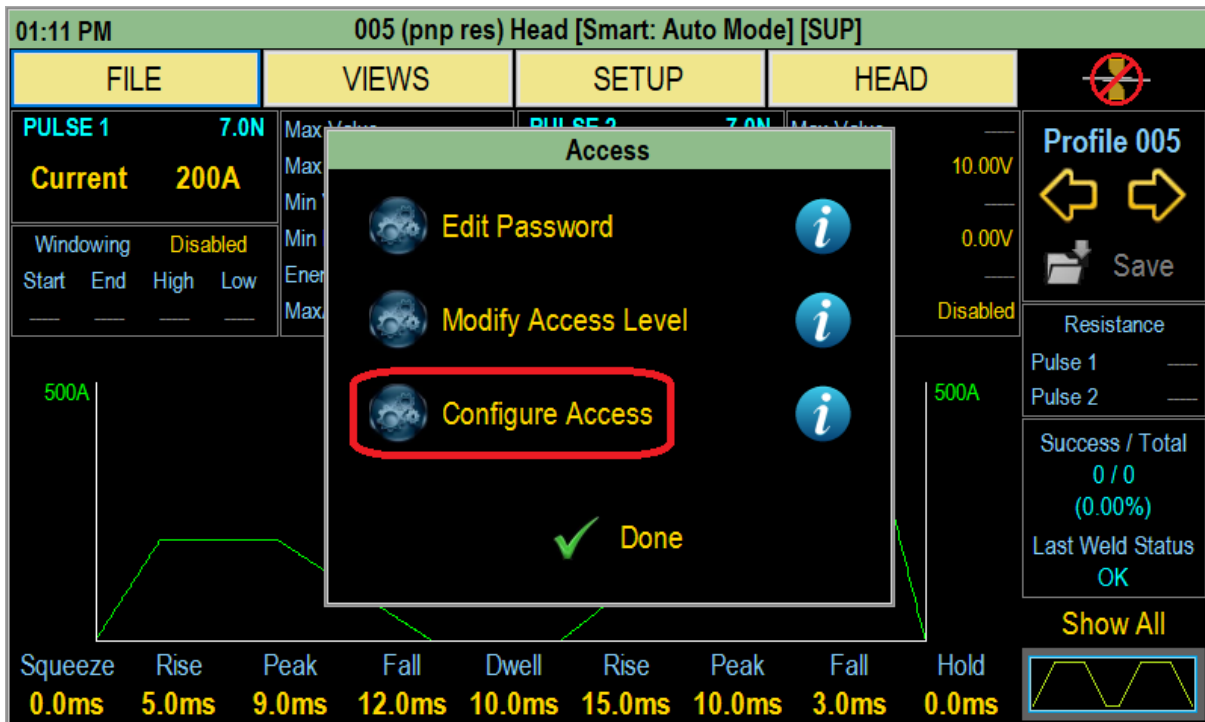 01:11 PM 005 (pnp res) Head [Smart: Auto Mode] [SUP]
FILE VIEWS SETUP HEAD
PULSE 1 7.0N
Current 200A
Windowing Disabled
Start End High Low
---- ---- ---- ----
Max Value
Max
Min
Min
Ener
Max
PULSE 2 7.0N
Max Value ----
10.00V
----
0.00V
----
Disabled
Access
Edit Password
Modify Access Level
Configure Access
Done
Profile 005
Save
Resistance
Pulse 1 ----
Pulse 2 ----
Success / Total
0 / 0
(0.00%)
Last Weld Status
OK
Show All
500A 500A
Squeeze Rise Peak Fall Dwell Rise Peak Fall Hold
0.0ms 5.0ms 9.0ms 12.0ms 10.0ms 15.0ms 10.0ms 3.0ms 0.0ms